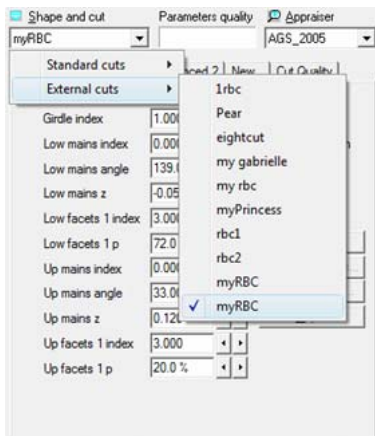 Shape and cut Parameters quality Appraiser
myRBC AGS_2005
Standard cuts
External cuts
2 New Cut Quality
1rbc
Pear
eightcut
my gabrielle
my rbc
myPrincess
rbc1
rbc2
myRBC
myRBC
Girdle index 1.000
Low mains index 0.000
Low mains angle 139.0
Low mains z -0.05
Low facets 1 index 3.000
Low facets 1 p 72.0
Up mains index 0.000
Up mains angle 33.00
Up mains z 0.120
Up facets 1 index 3.000
Up facets 1 p 20.0 %